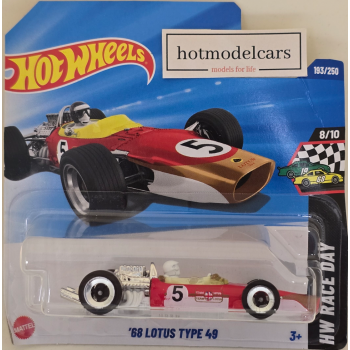 HOT WHEELS
hotmodelcars
models for life
193/250
8/10
5
HW RACE DAY
5
MATTEL
'68 LOTUS TYPE 49
3+